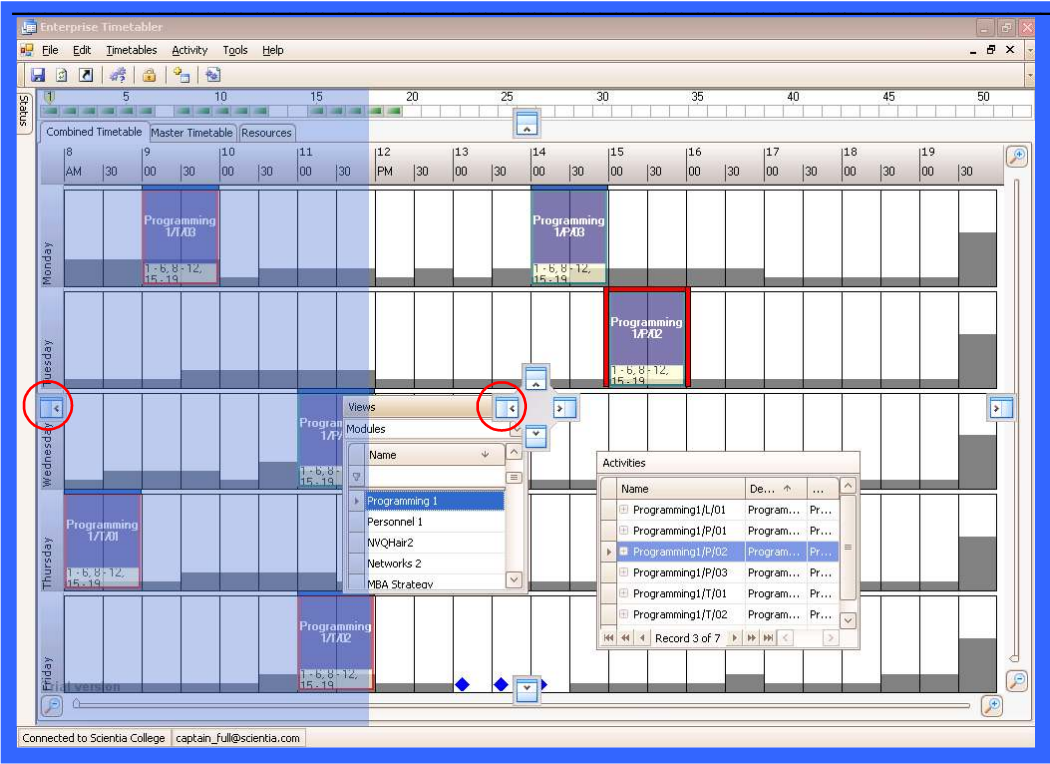 Enterprise Timetabler
File Edit Timetables Activity Tools Help
Status
1 5 10 15 20 25 30 35 40 45 50
Combined Timetable Master Timetable Resources
8 9 10 11 12 13 14 15 16 17 18 19
AM 30 00 30 00 30 00 30 PM 30 00 30 00 30 00 30 00 30 00 30 00 30 00 30
Monday
Programming
1/T/03
1 - 6, 8 - 12,
15 - 19
Programming
1/P/03
1 - 6, 8 - 12,
15 - 19
Tuesday
Programming
1/P/02
1 - 6, 8 - 12,
15 - 19
Wednesday
Program
1/P/
1 - 6, 8 -
15 - 19
Views
Modules
Name
Programming 1
Personnel 1
NVQHair2
Networks 2
MBA Strategy
Activities
Name De... ...
Programming1/L/01 Program... Pr...
Programming1/P/01 Program... Pr...
Programming1/P/02 Program... Pr...
Programming1/P/03 Program... Pr...
Programming1/T/01 Program... Pr...
Programming1/T/02 Program... Pr...
Record 3 of 7
Thursday
Programming
1/T/01
1 - 6, 8 - 12,
15 - 19
Friday
Programming
1/T/02
1 - 6, 8 - 12,
15 - 19
Trial version
Connected to Scientia College captain_full@scientia.com